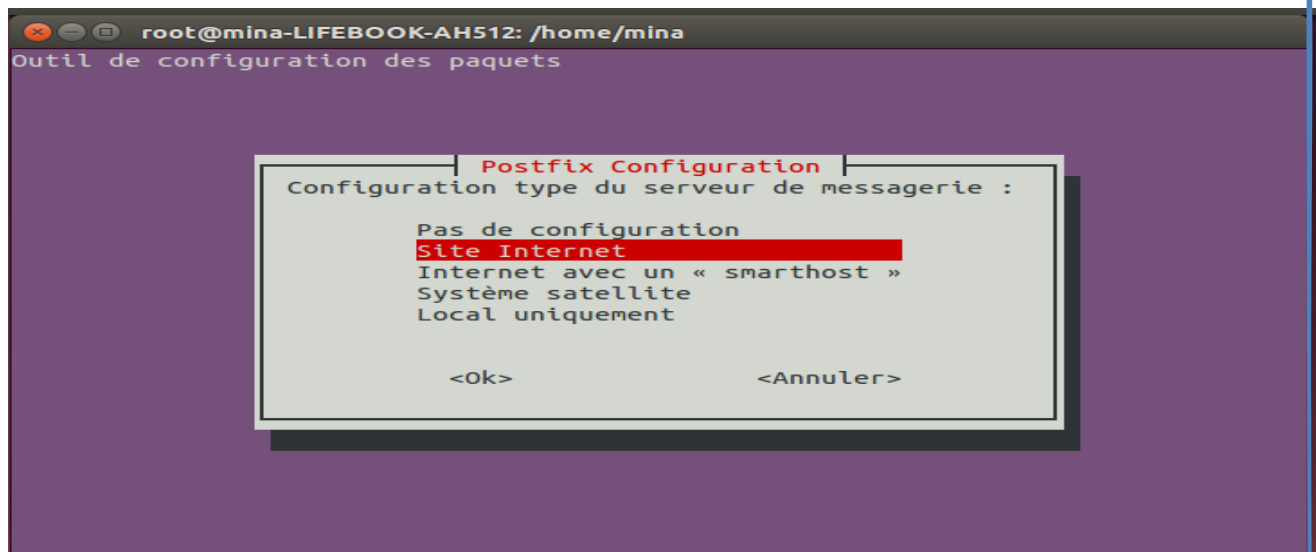 root@mina-LIFEBOOK-AH512: /home/mina
Outil de configuration des paquets
Postfix Configuration
Configuration type du serveur de messagerie :
Pas de configuration
Site Internet
Internet avec un « smarthost »
Système satellite
Local uniquement
<Ok> <Annuler>